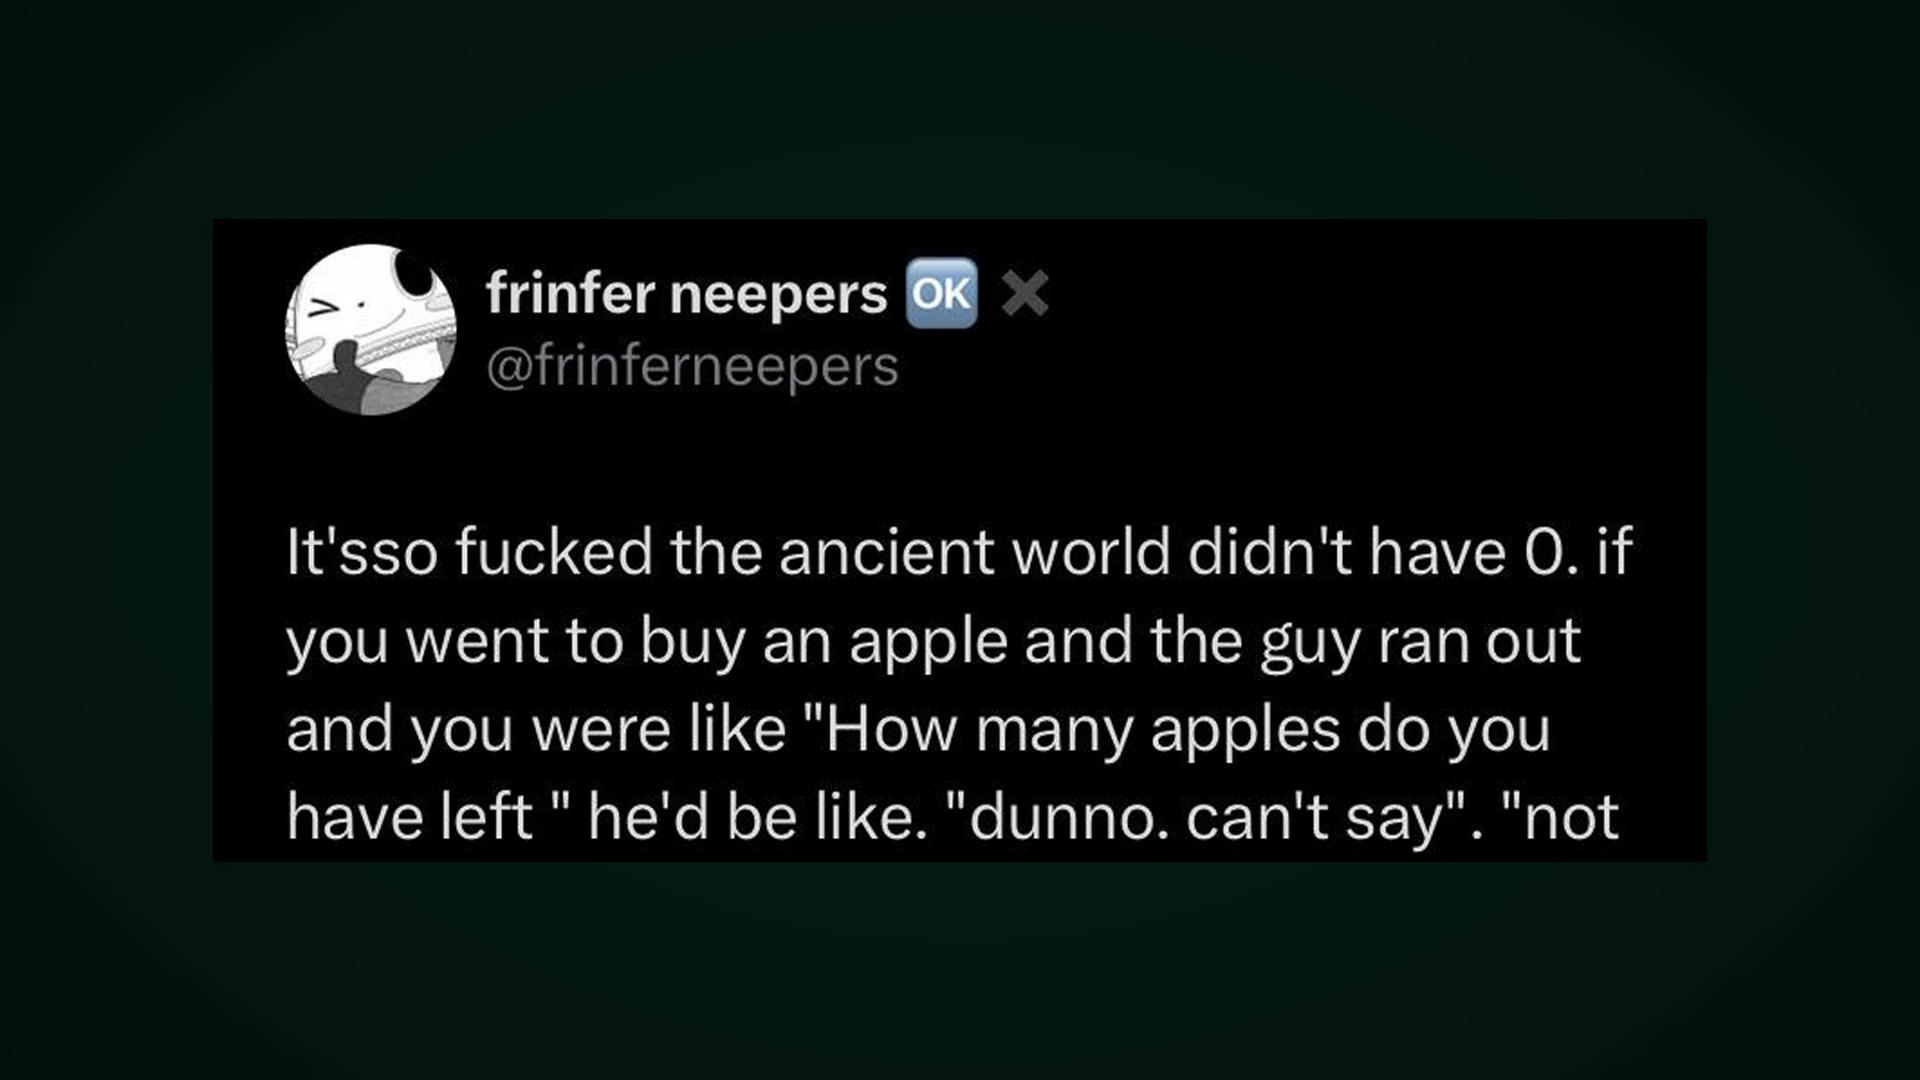 frinfer neepers 🆗 ✖
@frinferneepers
It'sso fucked the ancient world didn't have 0. if
you went to buy an apple and the guy ran out
and you were like "How many apples do you
have left " he'd be like. "dunno. can't say". "not